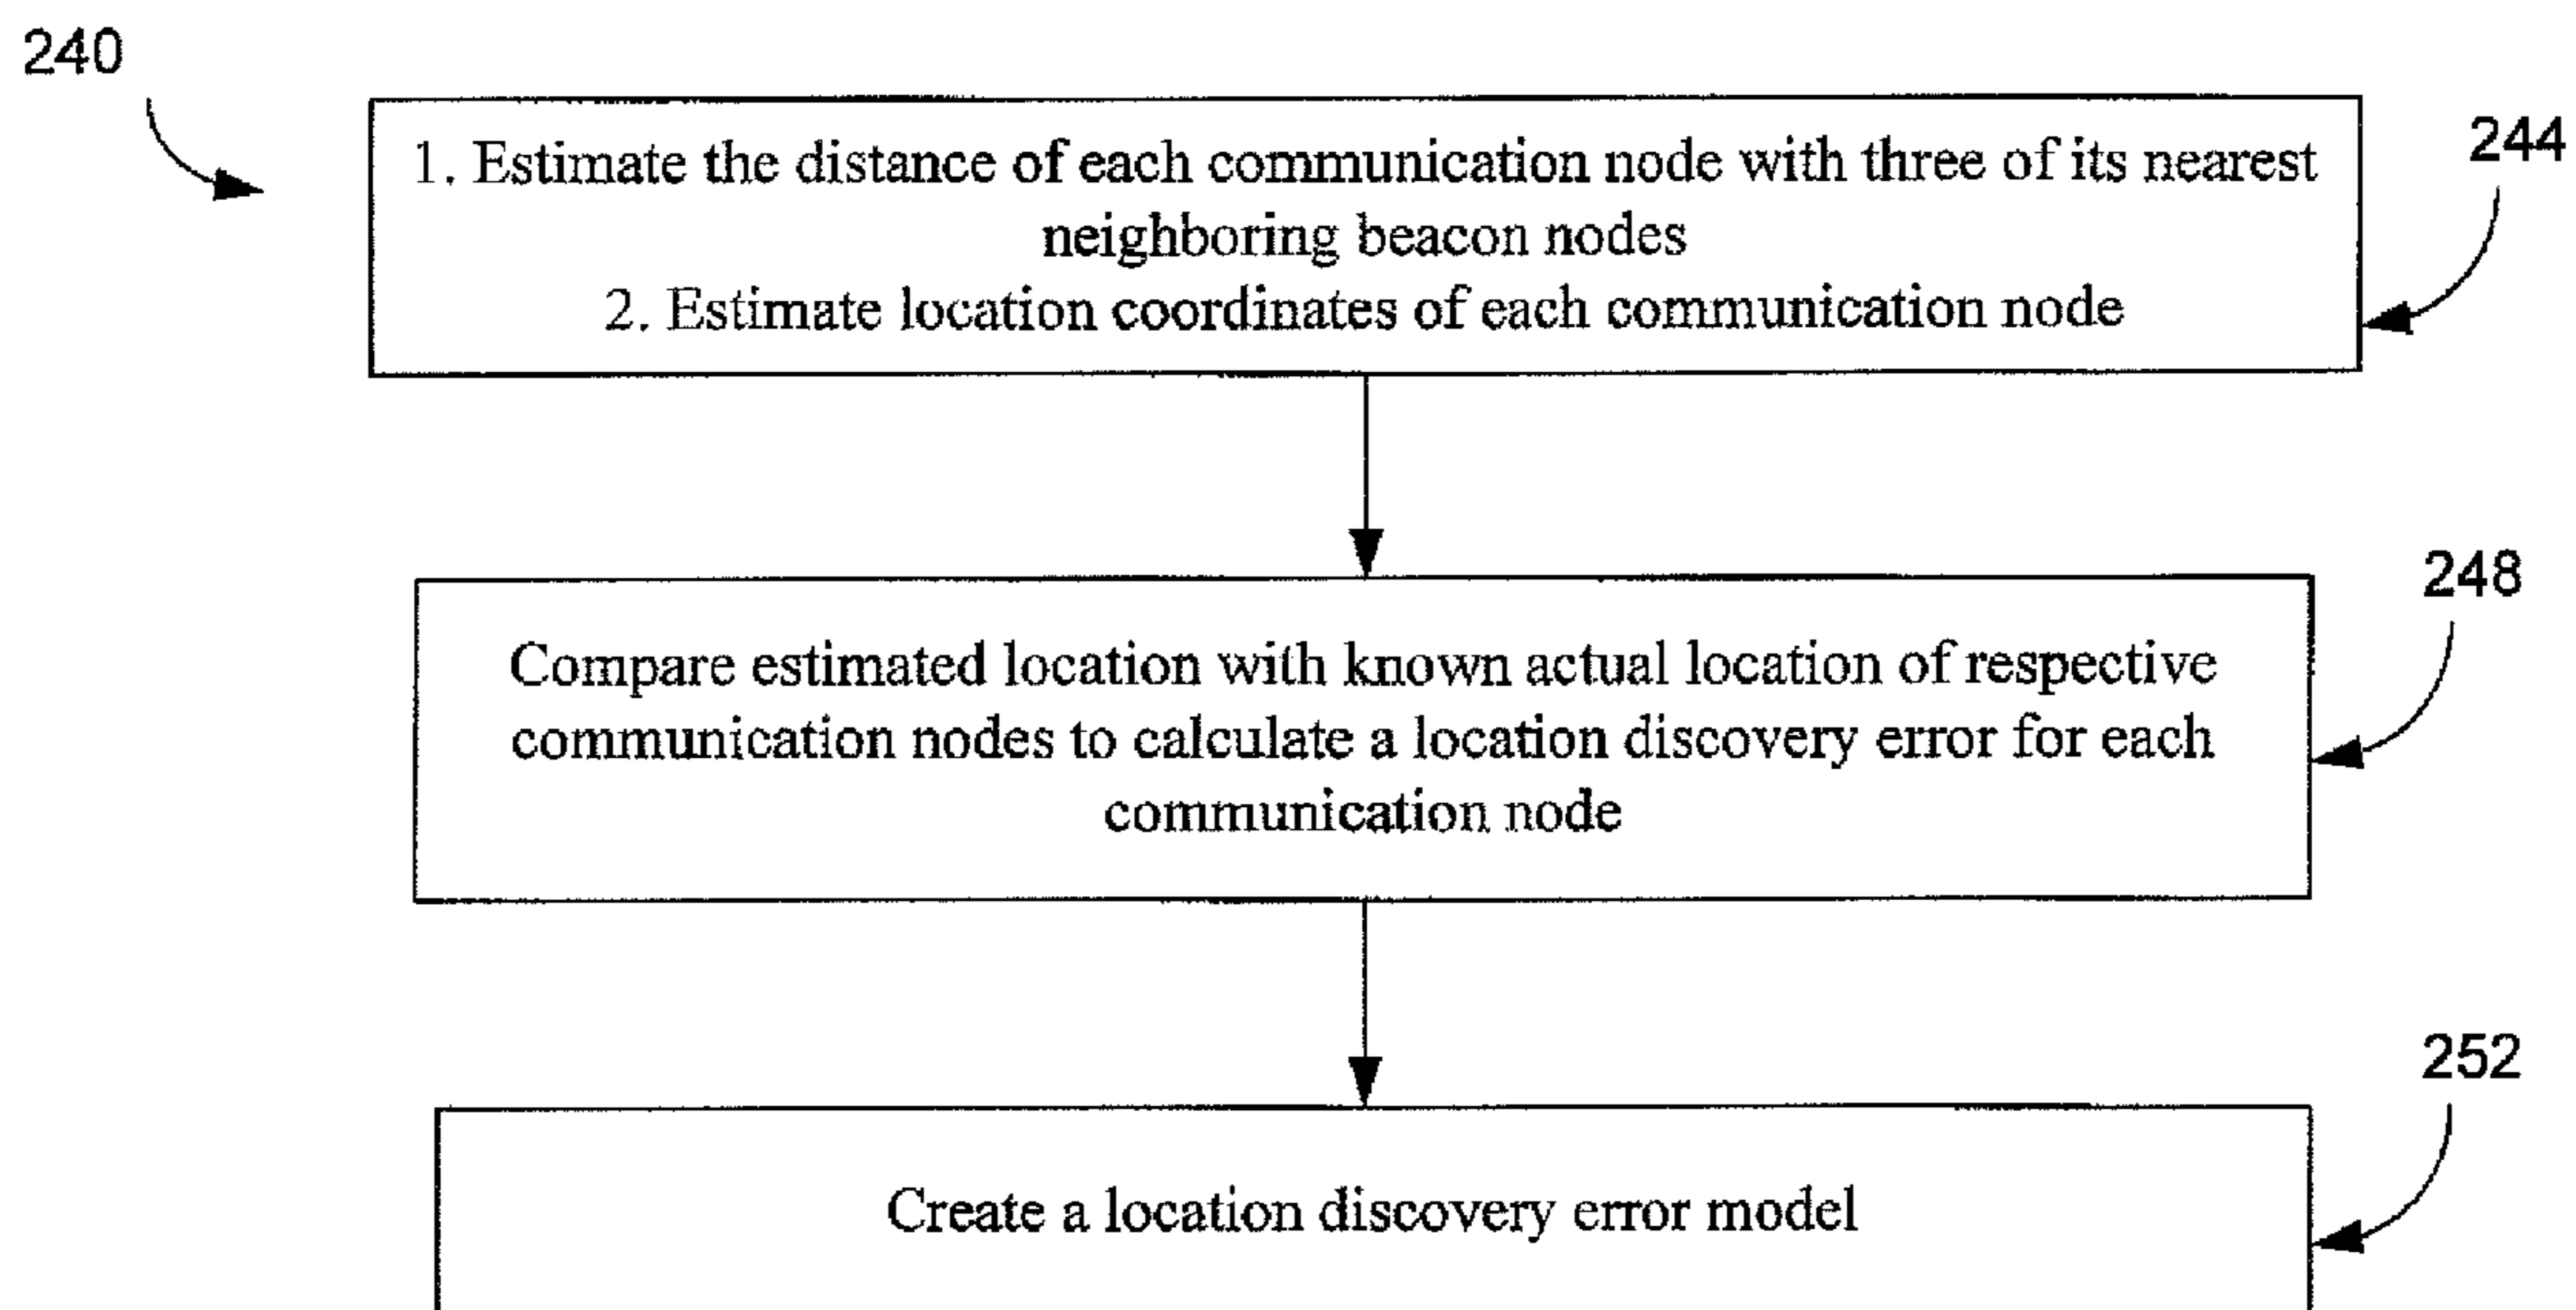 240
1. Estimate the distance of each communication node with three of its nearest
neighboring beacon nodes
2. Estimate location coordinates of each communication node
244
Compare estimated location with known actual location of respective
communication nodes to calculate a location discovery error for each
communication node
248
Create a location discovery error model
252